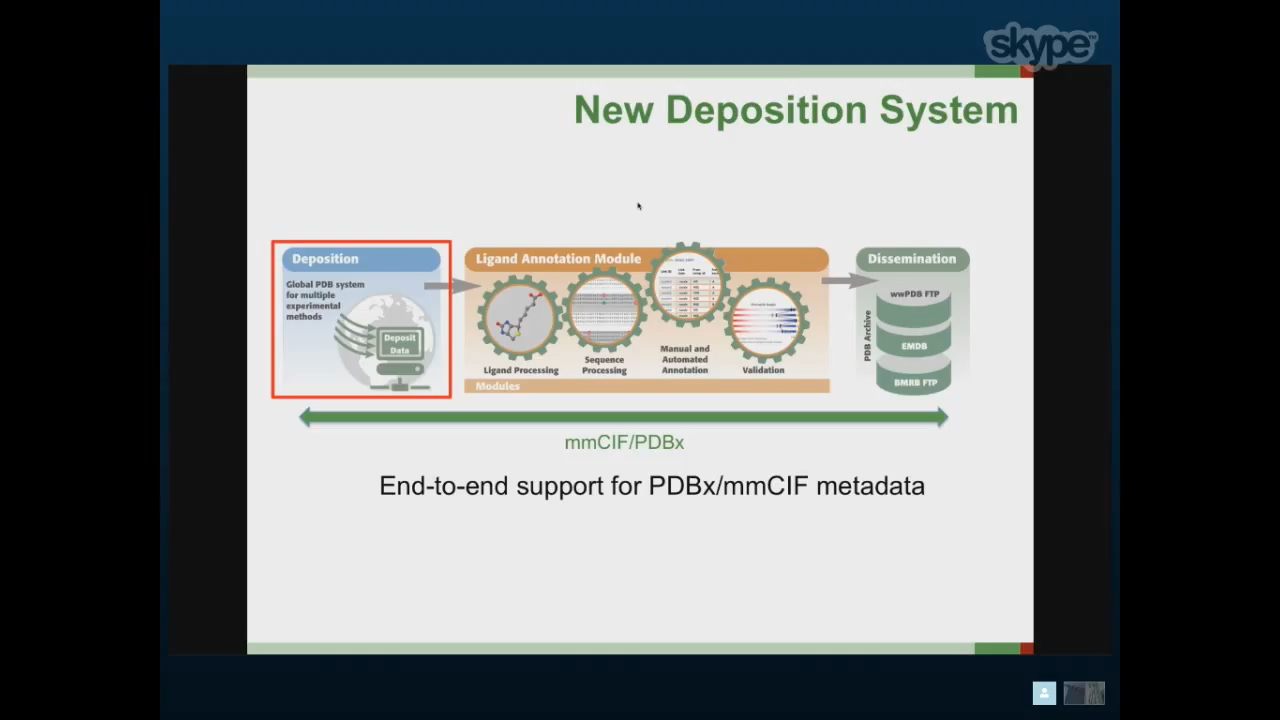 skype
New Deposition System
Deposition
Global PDB system
for multiple
experimental
methods
Deposit
Data
Ligand Annotation Module
Ligand Processing
Sequence
Processing
Manual and
Automated
Annotation
Validation
Modules
Dissemination
PDB Archive
wwPDB FTP
EMDB
BMRB FTP
mmCIF/PDBx
End-to-end support for PDBx/mmCIF metadata